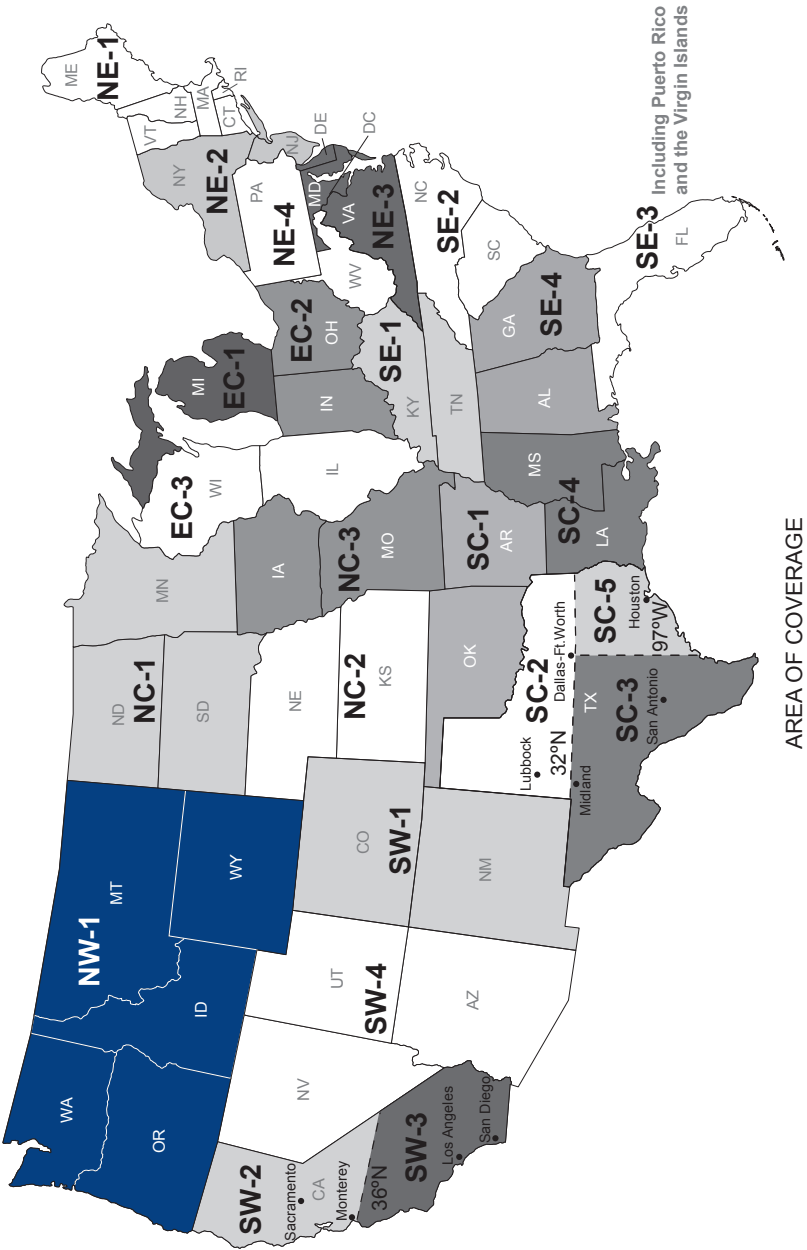 WA
OR
ID
MT
NW-1
WY
NV
UT
SW-4
AZ
SW-2
Sacramento
CA
Monterey
36ºN
SW-3
Los Angeles
San Diego
CO
SW-1
NM
ND
NC-1
SD
NE
NC-2
KS
OK
Lubbock
SC-2
32ºN
Dallas-Ft.Worth
Midland
TX
SC-3
San Antonio
SC-5
Houston
97ºW
MN
IA
NC-3
MO
SC-1
AR
SC-4
LA
MS
EC-3
WI
IL
MI
EC-1
EC-2
OH
IN
SE-1
KY
TN
AL
GA
SE-4
ME
NE-1
VT
NH
MA
RI
CT
NY
NE-2
NJ
PA
NE-4
DE
MD
DC
WV
VA
NE-3
NC
SE-2
SC
SE-3
FL
Including Puerto Rico
and the Virgin Islands
AREA OF COVERAGE